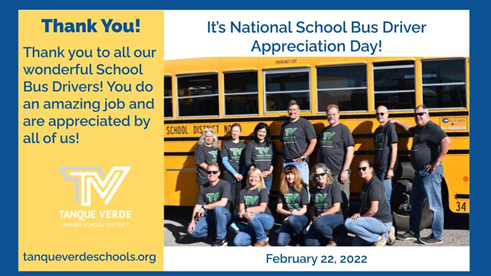 Thank You!
Thank you to all our
wonderful School
Bus Drivers! You do
an amazing job and
are appreciated by
all of us!
TV
TANQUE VERDE
UNIFIED SCHOOL DISTRICT
tanqueverdeschools.org
It's National School Bus Driver
Appreciation Day!
EMERGENCY EXIT
SCHOOL DISTRICT NO
34
February 22, 2022